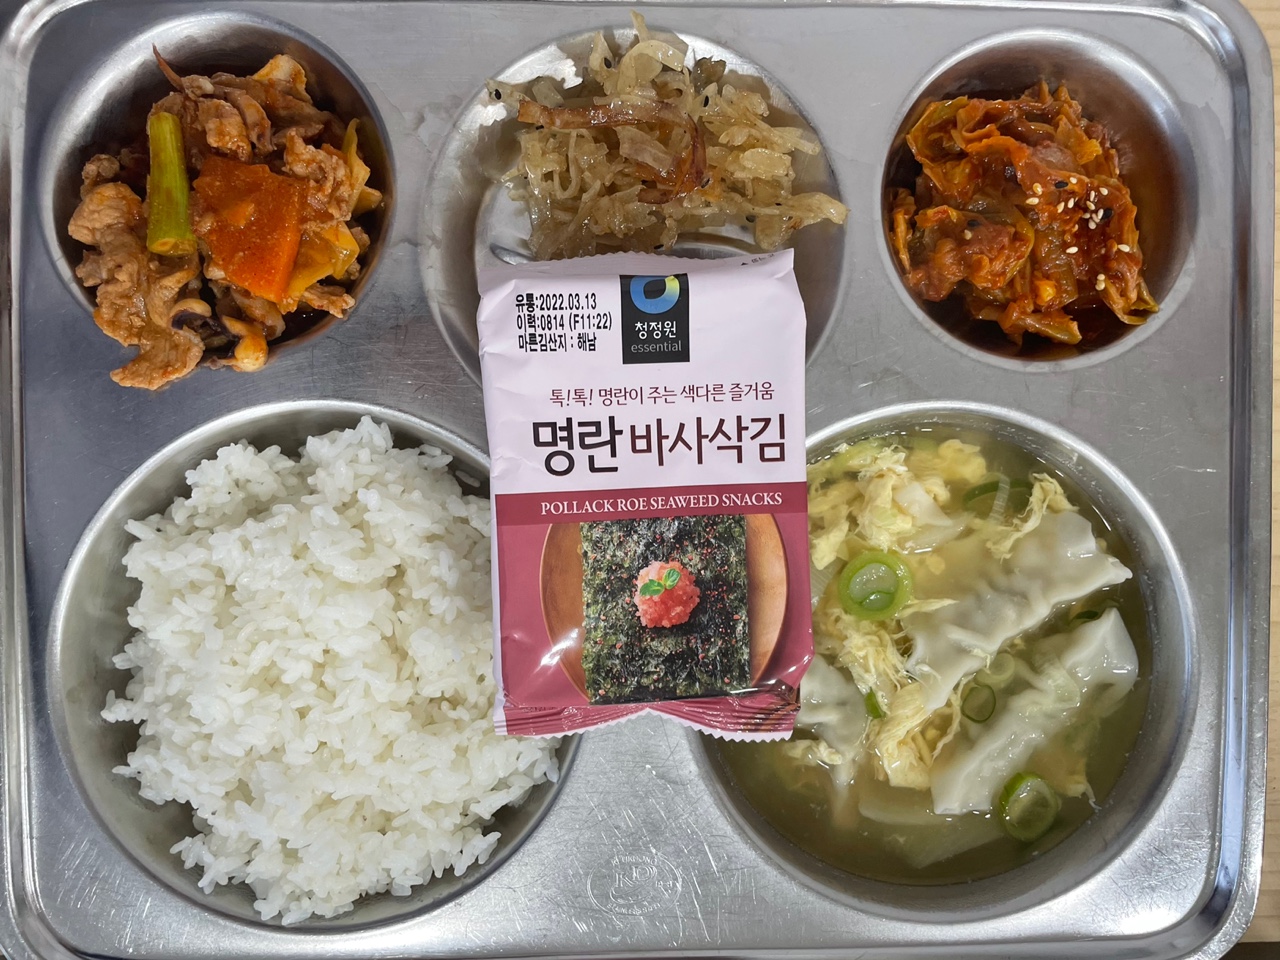 유통:2022.03.13
이력:0814 (F11:22)
마른김산지 : 해남
청정원
essential
톡!톡! 명란이 주는 색다른 즐거움
명란 바사삭김
POLLACK ROE SEAWEED SNACKS